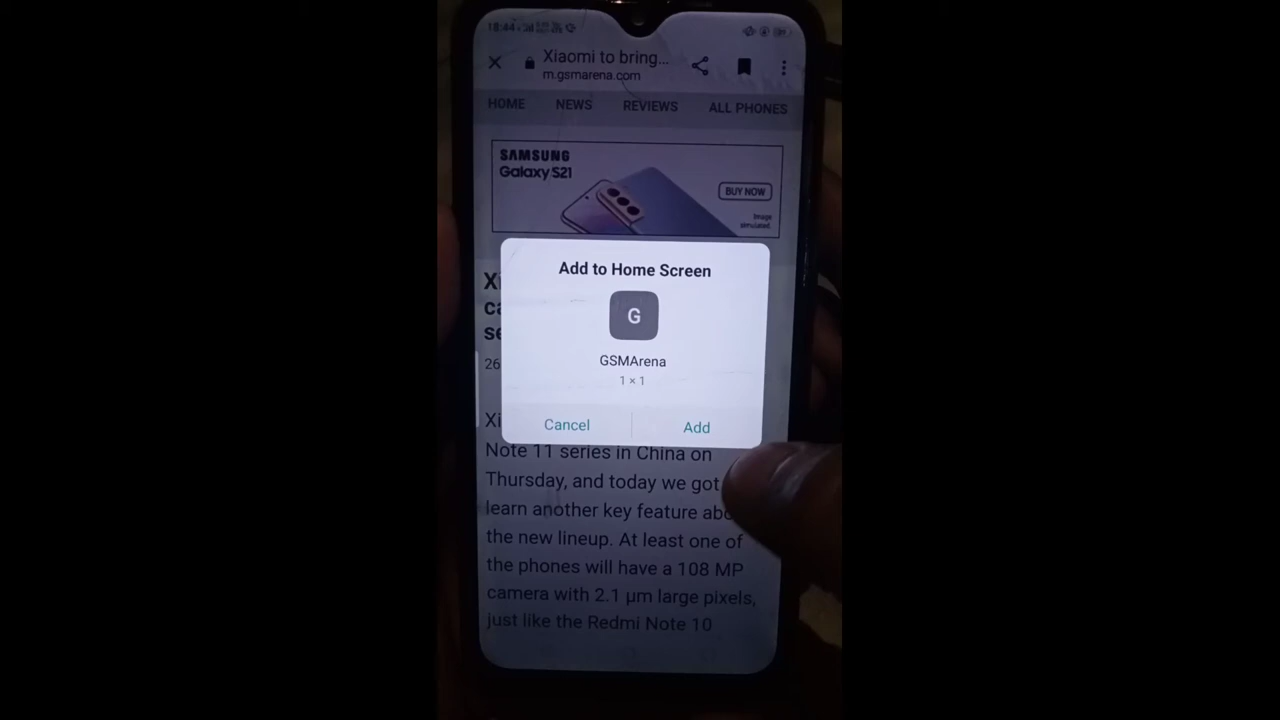 18:44
Xiaomi to bring...
m.gsmarena.com
HOME NEWS REVIEWS ALL PHONES
SAMSUNG
Galaxy S21
BUY NOW
Image
simulated.
Add to Home Screen
G
GSMArena
1 × 1
Cancel Add
26
Note 11 series in China on
Thursday, and today we got
learn another key feature abo
the new lineup. At least one of
the phones will have a 108 MP
camera with 2.1 µm large pixels,
just like the Redmi Note 10